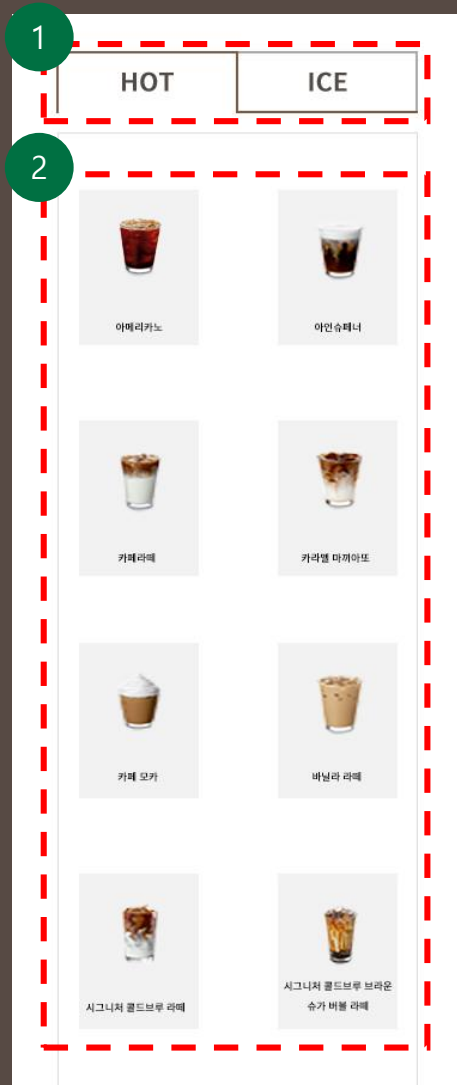 1
HOT
ICE
2
아메리카노
아인슈페너
카페라떼
카라멜 마끼아또
카페 모카
바닐라 라떼
시그니처 콜드브루 라떼
시그니처 콜드브루 브라운
슈가 버블 라떼